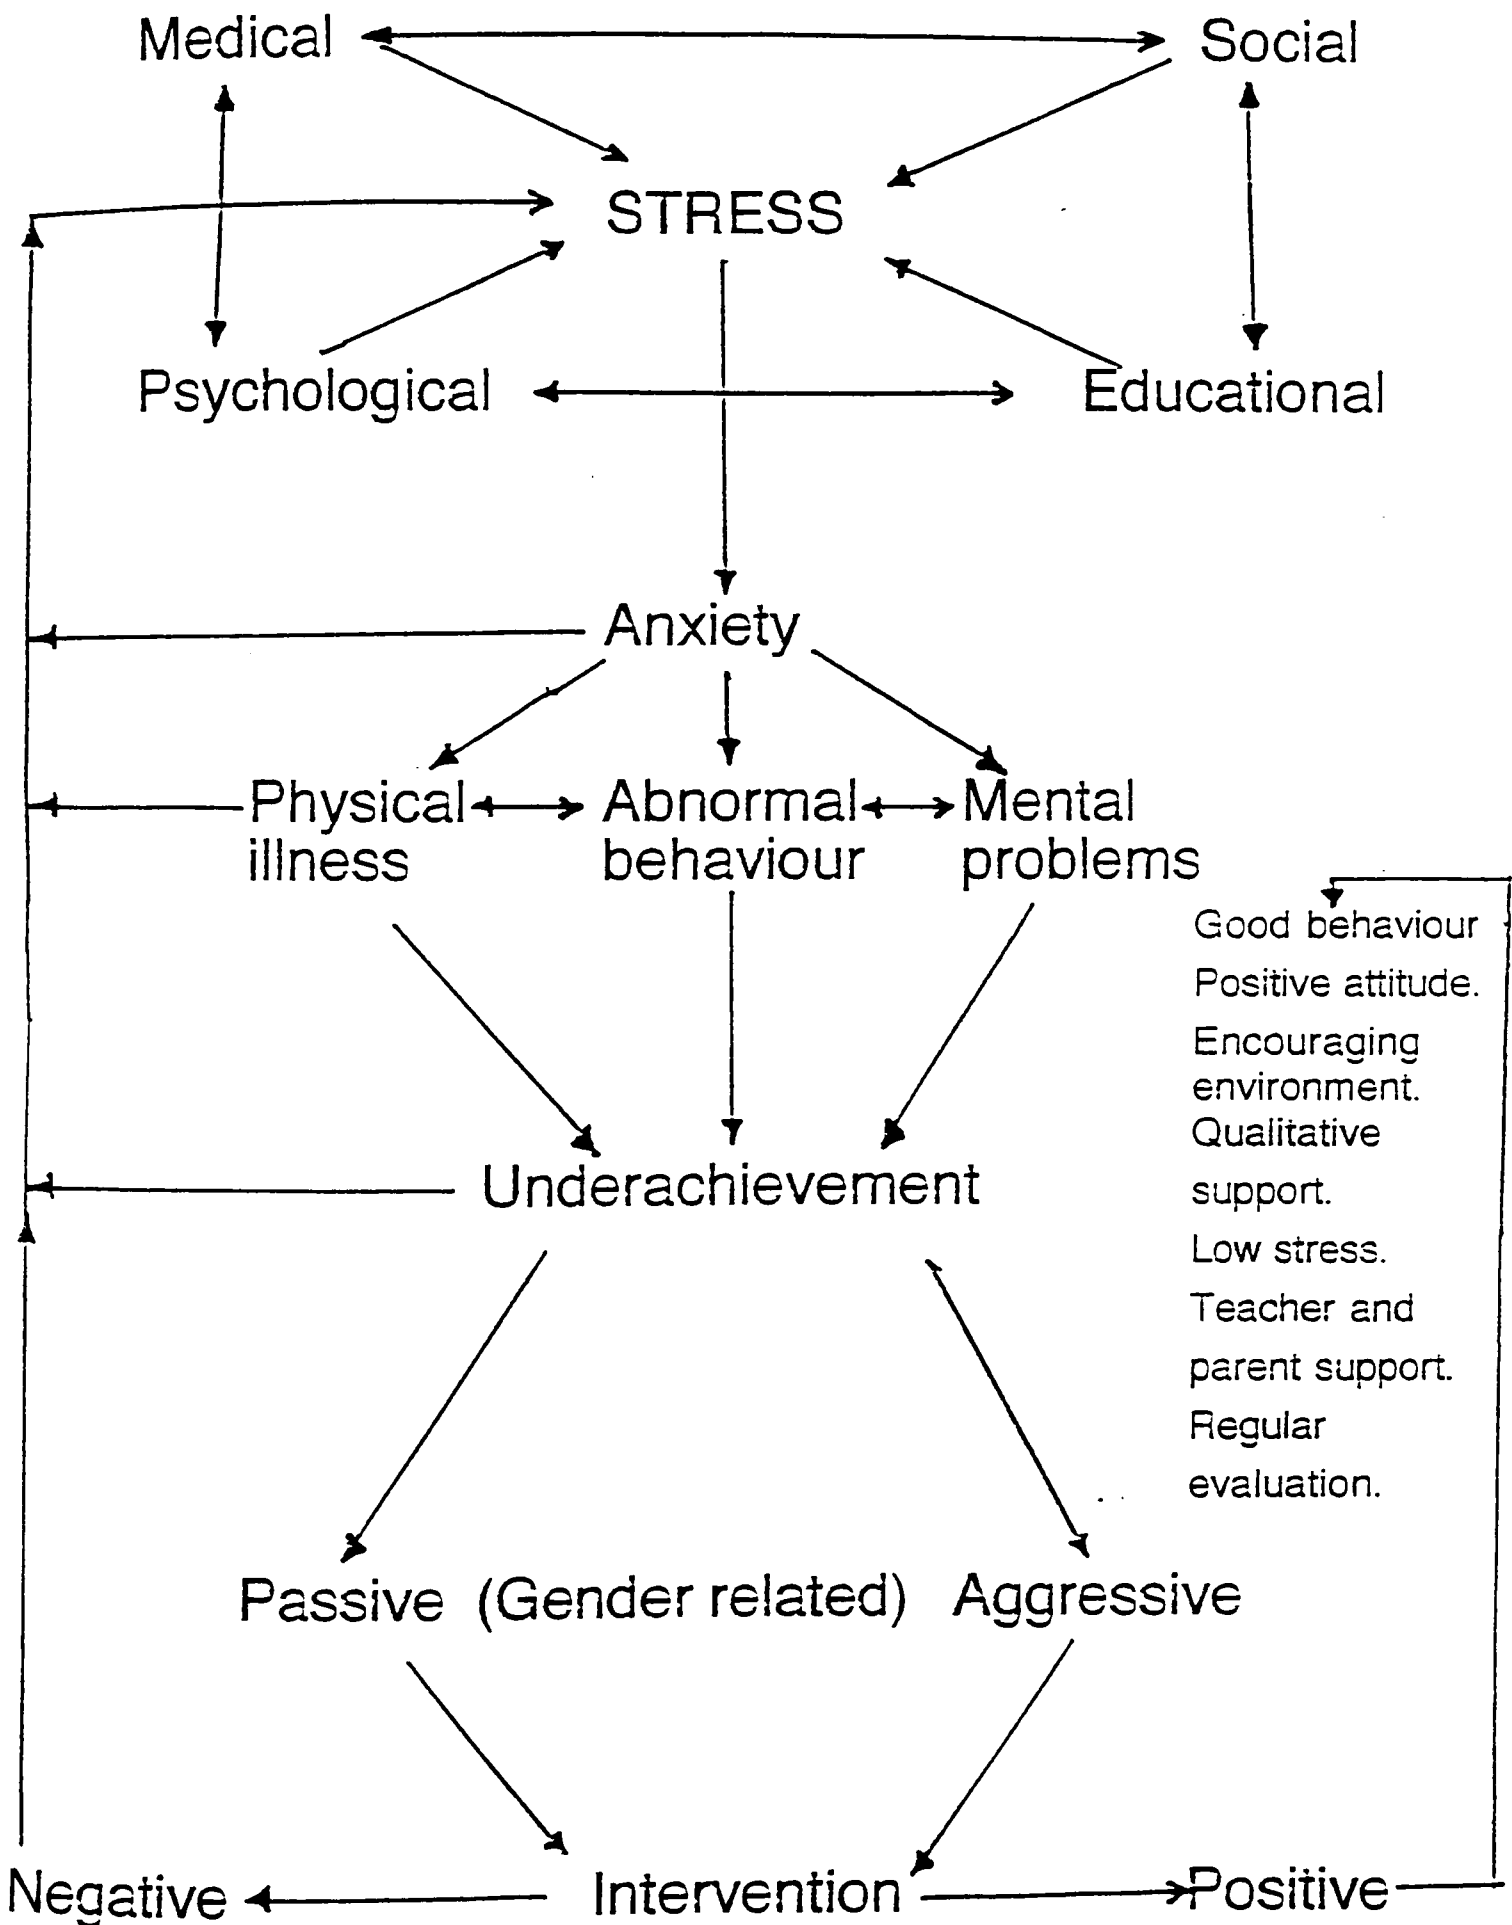 Medical
Social
STRESS
Psychological
Educational
Anxiety
Physical
illness
Abnormal
behaviour
Mental
problems
Good behaviour
Positive attitude.
Encouraging
environment.
Qualitative
support.
Low stress.
Teacher and
parent support.
Regular
evaluation.
Underachievement
Passive (Gender related) Aggressive
Negative
Intervention
Positive